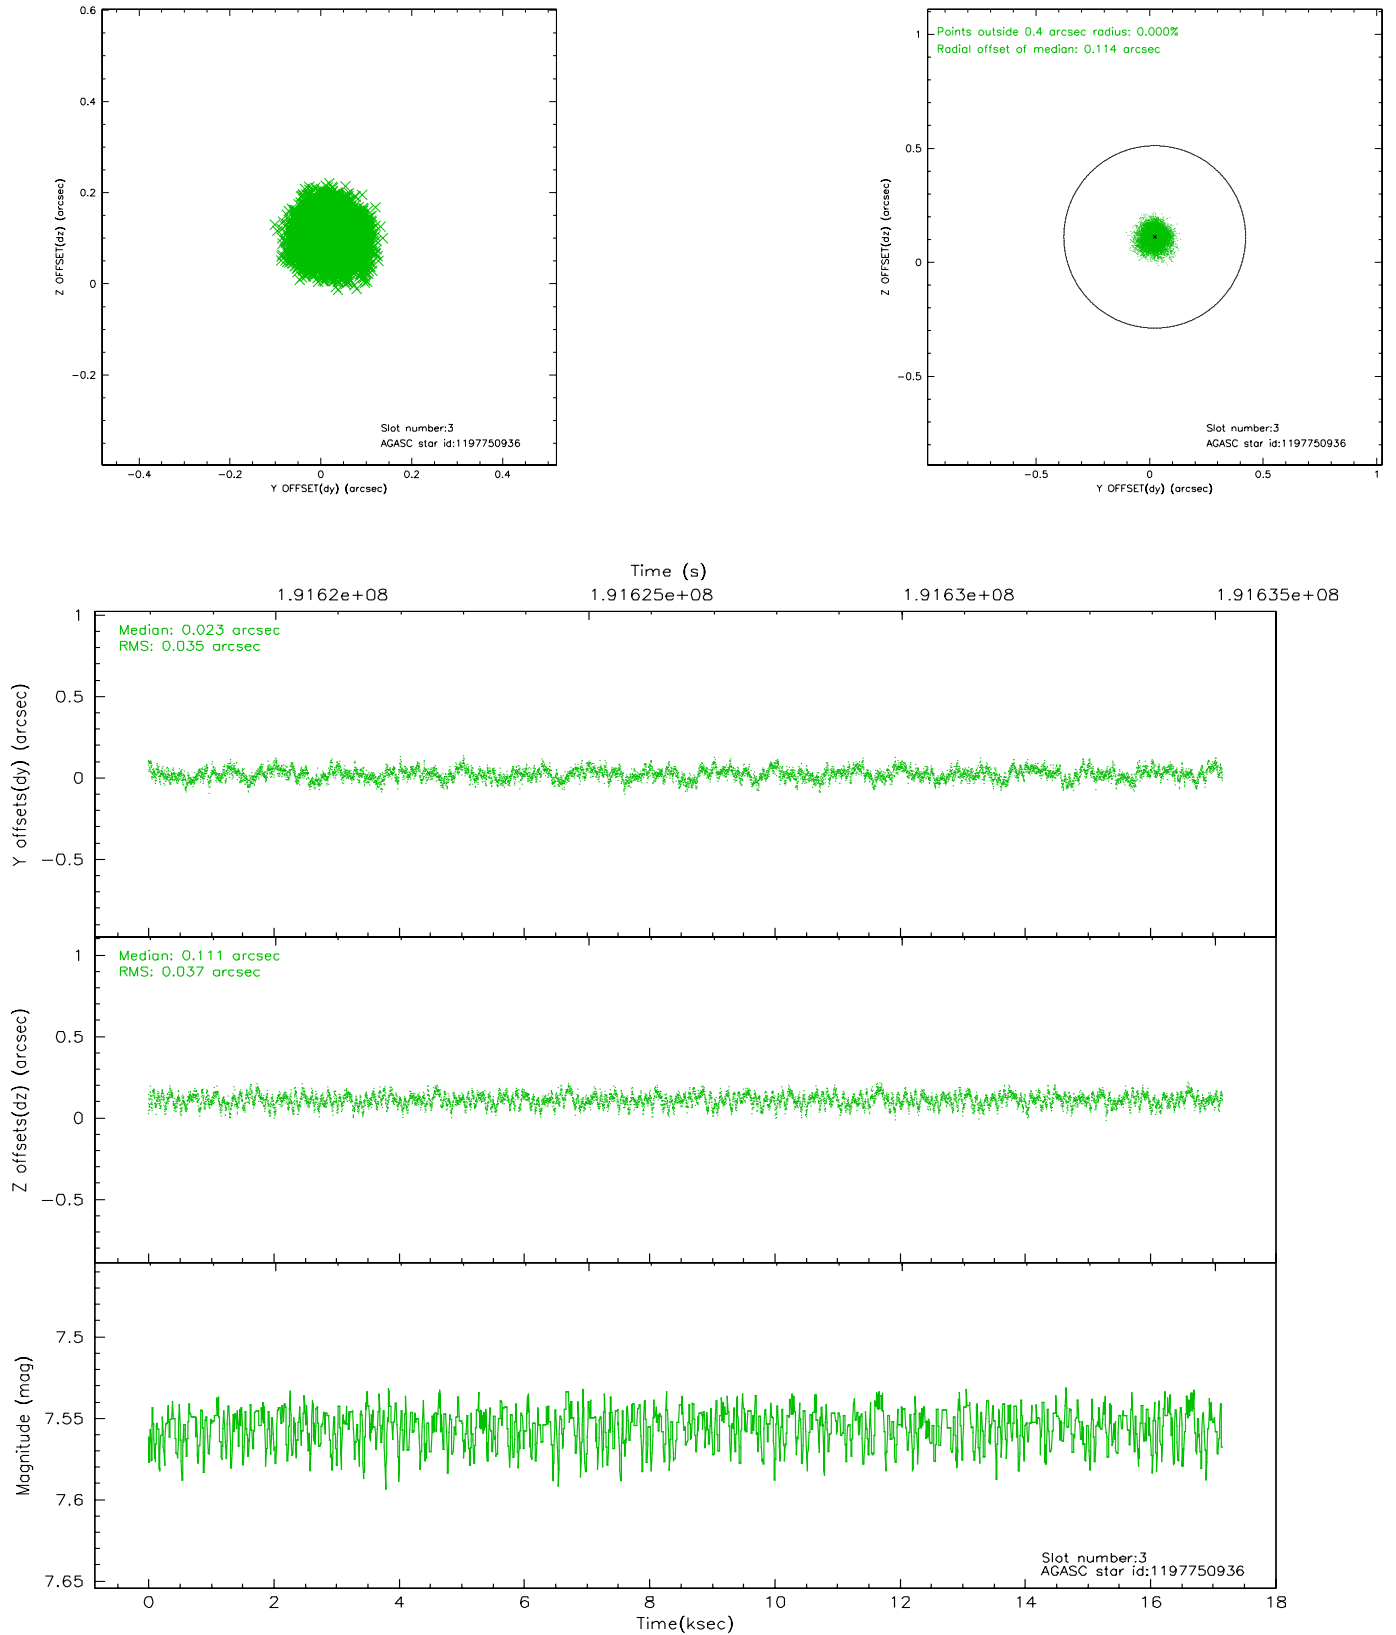 0.6
0.4
0.2
0
−0.2
Z OFFSET(dz) (arcsec)
Slot number:3
AGASC star id:1197750936
−0.4 −0.2 0 0.2 0.4
Y OFFSET(dy) (arcsec)
Points outside 0.4 arcsec radius: 0.000%
Radial offset of median: 0.114 arcsec
1
0.5
0
−0.5
Z OFFSET(dz) (arcsec)
Slot number:3
AGASC star id:1197750936
−0.5 0 0.5 1
Y OFFSET(dy) (arcsec)
Time (s)
1.9162e+08 1.91625e+08 1.9163e+08 1.91635e+08
Median: 0.023 arcsec
RMS: 0.035 arcsec
1
0.5
0
−0.5
Y offsets(dy) (arcsec)
Median: 0.111 arcsec
RMS: 0.037 arcsec
1
0.5
0
−0.5
Z offsets(dz) (arcsec)
7.5
7.55
7.6
7.65
Magnitude (mag)
Slot number:3
AGASC star id:1197750936
0 2 4 6 8 10 12 14 16 18
Time(ksec)